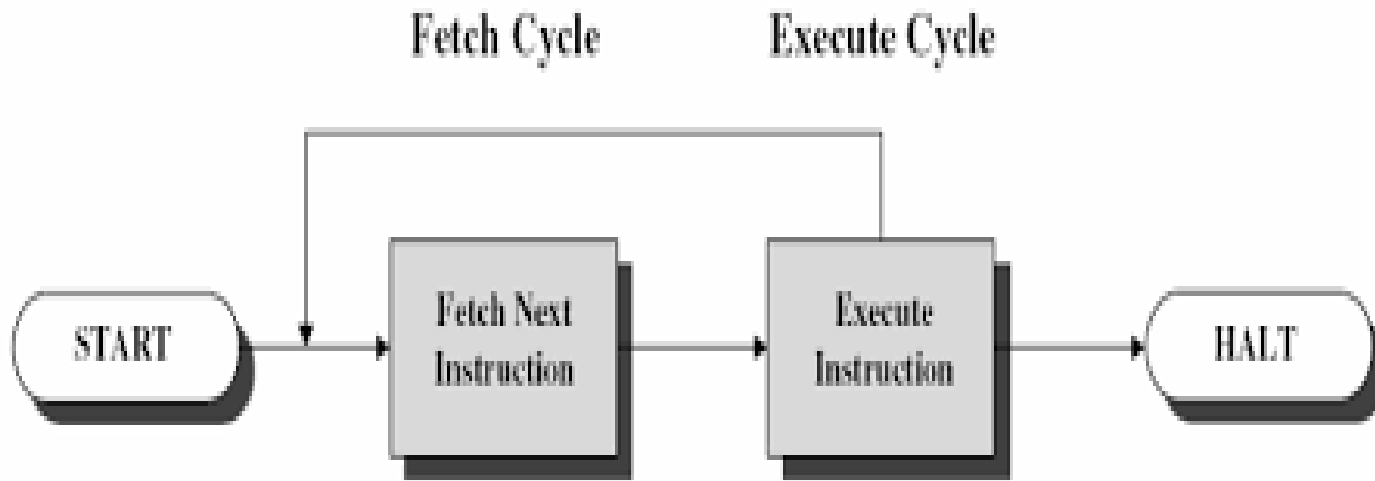 Fetch Cycle
Execute Cycle
START
Fetch Next
Instruction
Execute
Instruction
HALT